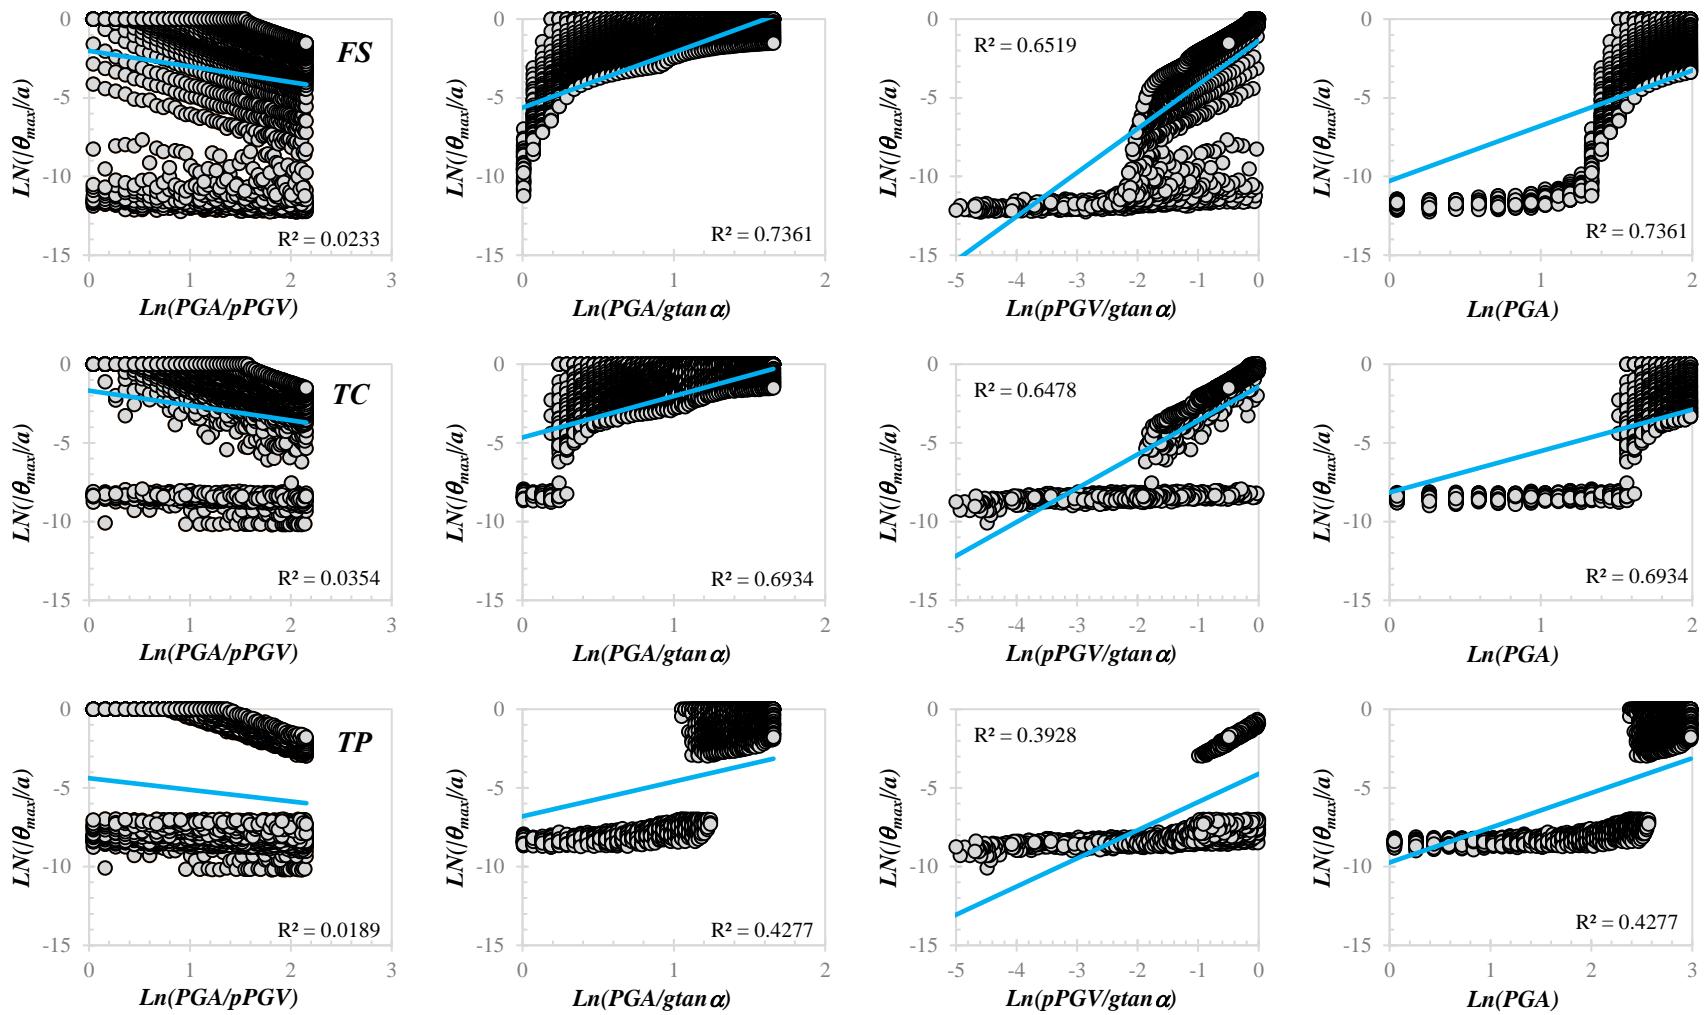 LN(|θmax|/a)
0
-5
-10
-15
FS
R² = 0.0233
0 1 2 3
Ln(PGA/pPGV)
LN(|θmax|/a)
0
-5
-10
-15
R² = 0.7361
0 1 2
Ln(PGA/gtanα)
LN(|θmax|/a)
0
-5
-10
-15
R² = 0.6519
-5 -4 -3 -2 -1 0
Ln(pPGV/gtanα)
LN(|θmax|/a)
0
-5
-10
-15
R² = 0.7361
0 1 2
Ln(PGA)
LN(|θmax|/a)
0
-5
-10
-15
TC
R² = 0.0354
0 1 2 3
Ln(PGA/pPGV)
LN(|θmax|/a)
0
-5
-10
-15
R² = 0.6934
0 1 2
Ln(PGA/gtanα)
LN(|θmax|/a)
0
-5
-10
-15
R² = 0.6478
-5 -4 -3 -2 -1 0
Ln(pPGV/gtanα)
LN(|θmax|/a)
0
-5
-10
-15
R² = 0.6934
0 1 2
Ln(PGA)
LN(|θmax|/a)
0
-5
-10
-15
TP
R² = 0.0189
0 1 2 3
Ln(PGA/pPGV)
LN(|θmax|/a)
0
-5
-10
-15
R² = 0.4277
0 1 2
Ln(PGA/gtanα)
LN(|θmax|/a)
0
-5
-10
-15
R² = 0.3928
-5 -4 -3 -2 -1 0
Ln(pPGV/gtanα)
LN(|θmax|/a)
0
-5
-10
-15
R² = 0.4277
0 1 2 3
Ln(PGA)